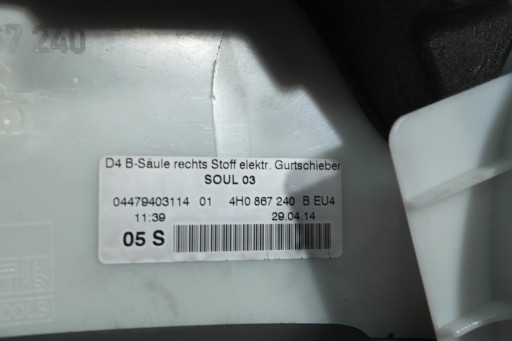 67 240
D4 B-Säule rechts Stoff elektr. Gurtschieber
SOUL 03
04479403114 01 4H0 867 240 B EU4
11:39 29.04.14
05 S